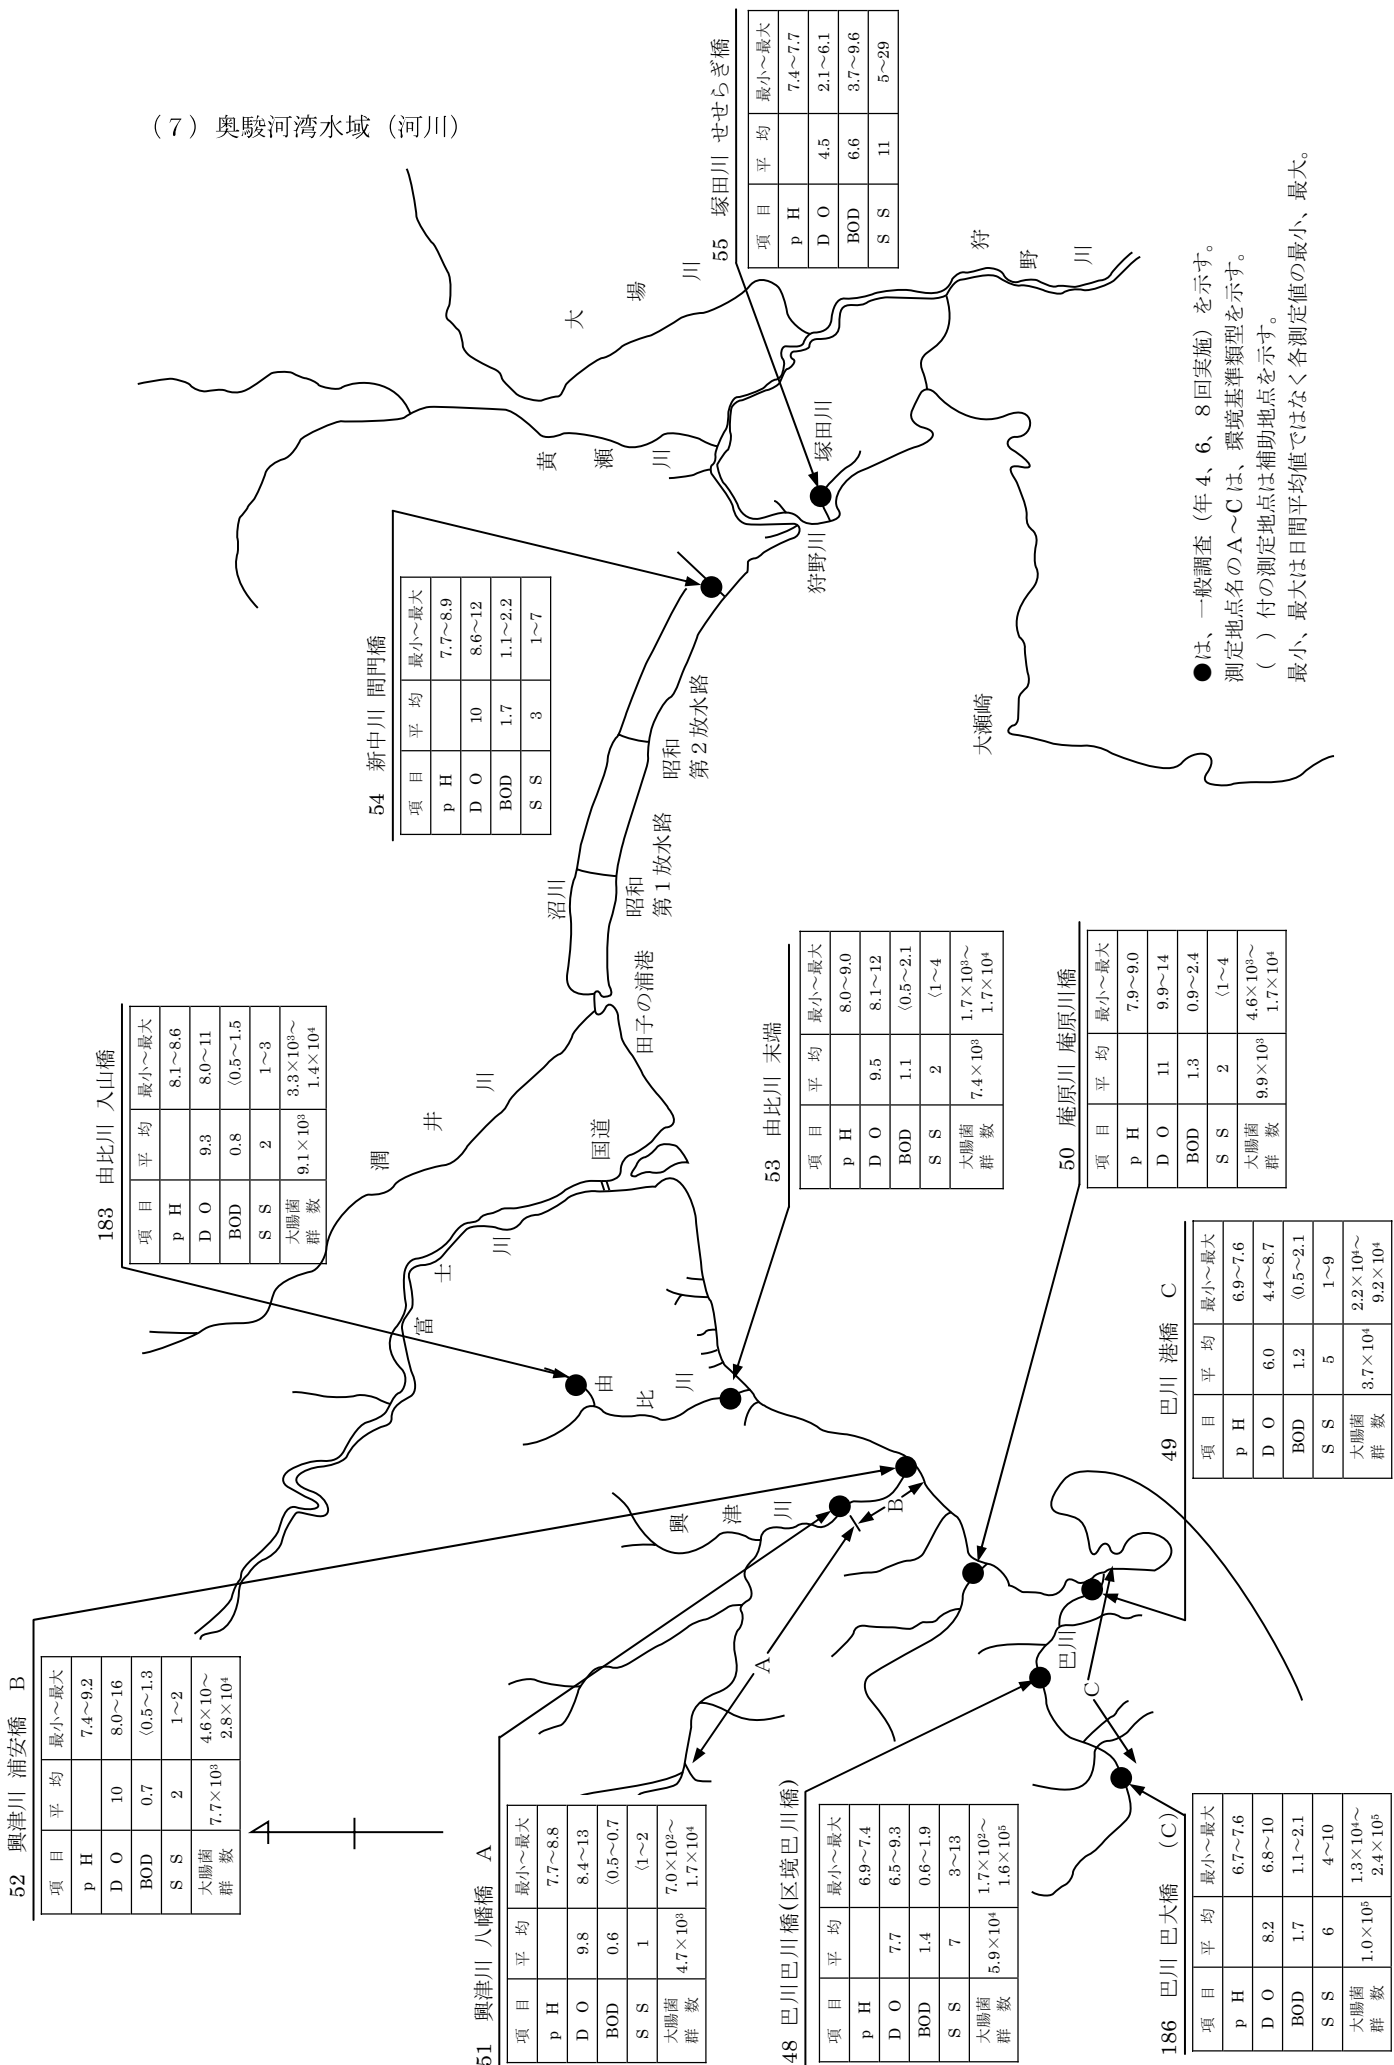 (７) 奥駿河湾水域 (河川)
52 興津川 浦安橋 B
項 目 平 均 最小～最大
p H 7.4～9.2
D O 10 8.0～16
BOD 0.7 〈0.5～1.3
S S 2 1～2
大腸菌群 数 7.7×10³ 4.6×10～2.8×10⁴
183 由比川 入山橋
項 目 平 均 最小～最大
p H 8.1～8.6
D O 9.3 8.0～11
BOD 0.8 〈0.5～1.5
S S 2 1～3
大腸菌群 数 9.1×10³ 3.3×10³～1.4×10⁴
54 新中川 間門橋
項 目 平 均 最小～最大
p H 7.7～8.9
D O 10 8.6～12
BOD 1.7 1.1～2.2
S S 3 1～7
55 塚田川 せせらぎ橋
項 目 平 均 最小～最大
p H 7.4～7.7
D O 4.5 2.1～6.1
BOD 6.6 3.7～9.6
S S 11 5～29
51 興津川 八幡橋 A
項 目 平 均 最小～最大
p H 7.7～8.8
D O 9.8 8.4～13
BOD 0.6 〈0.5～0.7
S S 1 〈1～2
大腸菌群 数 4.7×10³ 7.0×10²～1.7×10⁴
48 巴川巴川橋(区境巴川橋)
項 目 平 均 最小～最大
p H 6.9～7.4
D O 7.7 6.5～9.3
BOD 1.4 0.6～1.9
S S 7 3～13
大腸菌群 数 5.9×10⁴ 1.7×10²～1.6×10⁵
186 巴川 巴大橋 (C)
項 目 平 均 最小～最大
p H 6.7～7.6
D O 8.2 6.8～10
BOD 1.7 1.1～2.1
S S 6 4～10
大腸菌群 数 1.0×10⁵ 1.3×10⁴～2.4×10⁵
49 巴川 港橋 C
項 目 平 均 最小～最大
p H 6.9～7.6
D O 6.0 4.4～8.7
BOD 1.2 〈0.5～2.1
S S 5 1～9
大腸菌群 数 3.7×10⁴ 2.2×10⁴～9.2×10⁴
50 庵原川 庵原川橋
項 目 平 均 最小～最大
p H 7.9～9.0
D O 11 9.9～14
BOD 1.3 0.9～2.4
S S 2 〈1～4
大腸菌群 数 9.9×10³ 4.6×10³～1.7×10⁴
53 由比川 末端
項 目 平 均 最小～最大
p H 8.0～9.0
D O 9.5 8.1～12
BOD 1.1 〈0.5～2.1
S S 2 〈1～4
大腸菌群 数 7.4×10³ 1.7×10³～1.7×10⁴
富士川
潤井川
国道
田子の浦港
沼川
昭和
第１放水路
昭和
第２放水路
黄瀬川
大場川
狩野川
狩野川
塚田川
大瀬崎
由比川
興津川
巴川
A
B
C
●は、一般調査 (年４、６、８回実施) を示す。
測定地点名のＡ～Ｃは、環境基準類型を示す。
( ) 付の測定地点は補助地点を示す。
最小、最大は日間平均値ではなく各測定値の最小、最大。